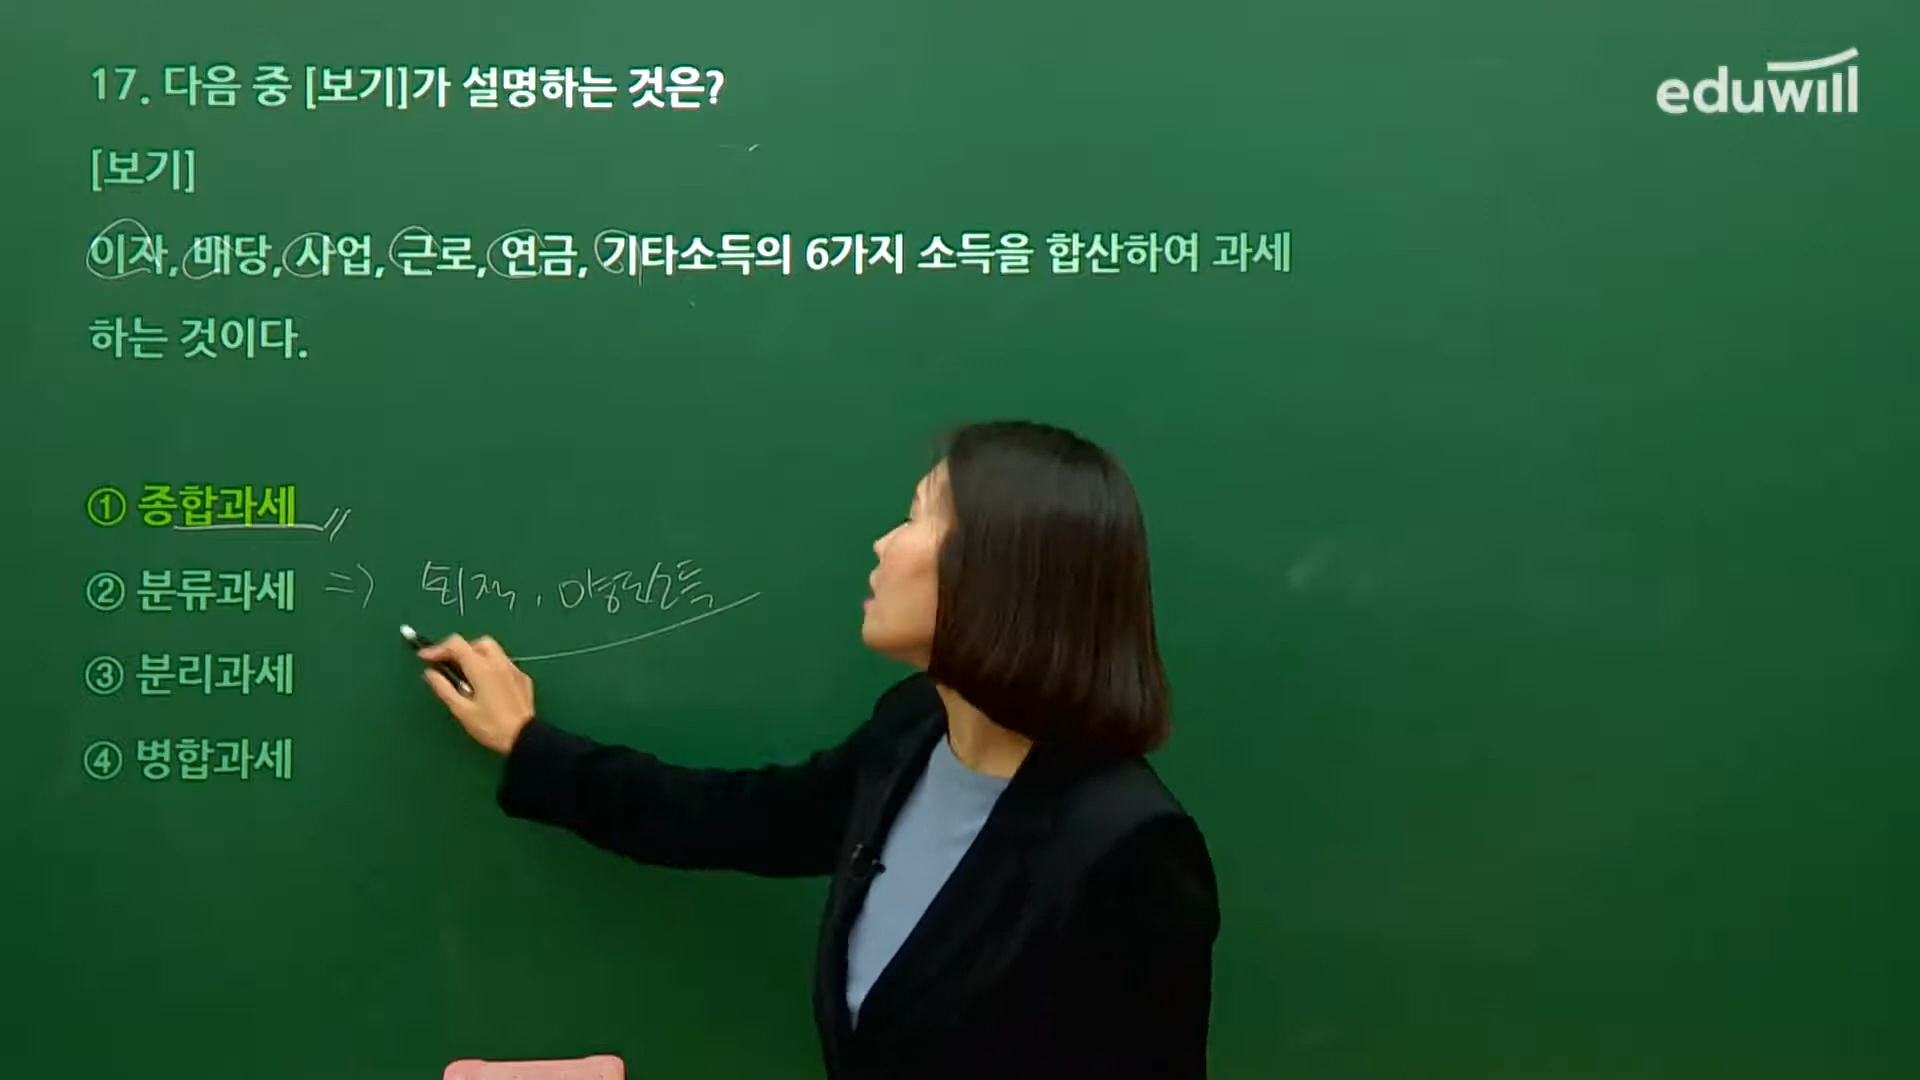 eduwill
17. 다음 중 [보기]가 설명하는 것은?
[보기]
이자, 배당, 사업, 근로, 연금, 기타소득의 6가지 소득을 합산하여 과세
하는 것이다.
① 종합과세
② 분류과세 => 퇴직, 양도소득
③ 분리과세
④ 병합과세